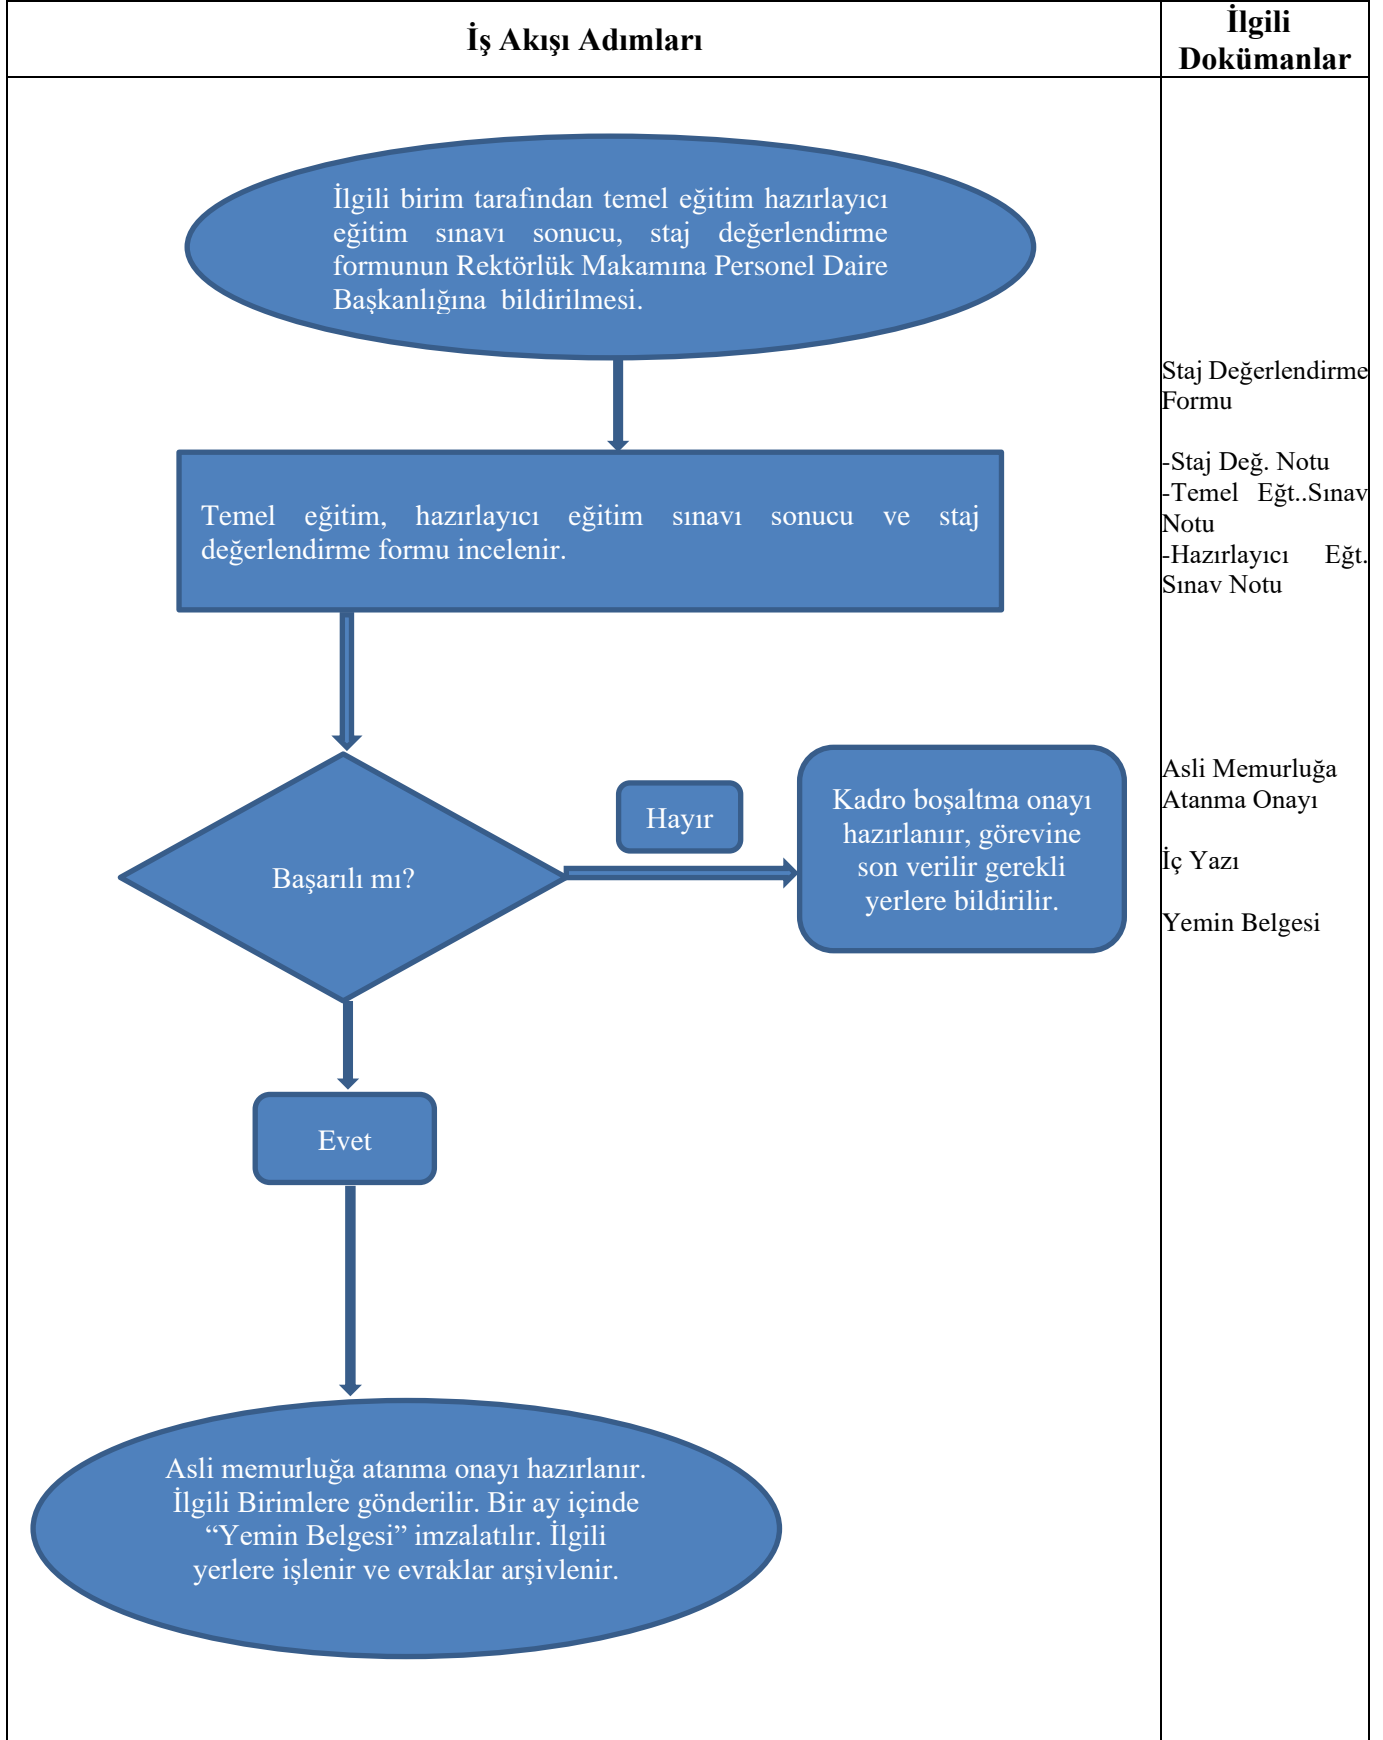 İş Akışı Adımları
İlgili
Dokümanlar
İlgili birim tarafından temel eğitim hazırlayıcı
eğitim sınavı sonucu, staj değerlendirme
formunun Rektörlük Makamına Personel Daire
Başkanlığına bildirilmesi.
Staj Değerlendirme
Formu
-Staj Değ. Notu
-Temel Eğt..Sınav
Notu
-Hazırlayıcı Eğt.
Sınav Notu
Temel eğitim, hazırlayıcı eğitim sınavı sonucu ve staj
değerlendirme formu incelenir.
Başarılı mı?
Hayır
Kadro boşaltma onayı
hazırlanıır, görevine
son verilir gerekli
yerlere bildirilir.
Asli Memurluğa
Atanma Onayı
İç Yazı
Yemin Belgesi
Evet
Asli memurluğa atanma onayı hazırlanır.
İlgili Birimlere gönderilir. Bir ay içinde
“Yemin Belgesi” imzalatılır. İlgili
yerlere işlenir ve evraklar arşivlenir.